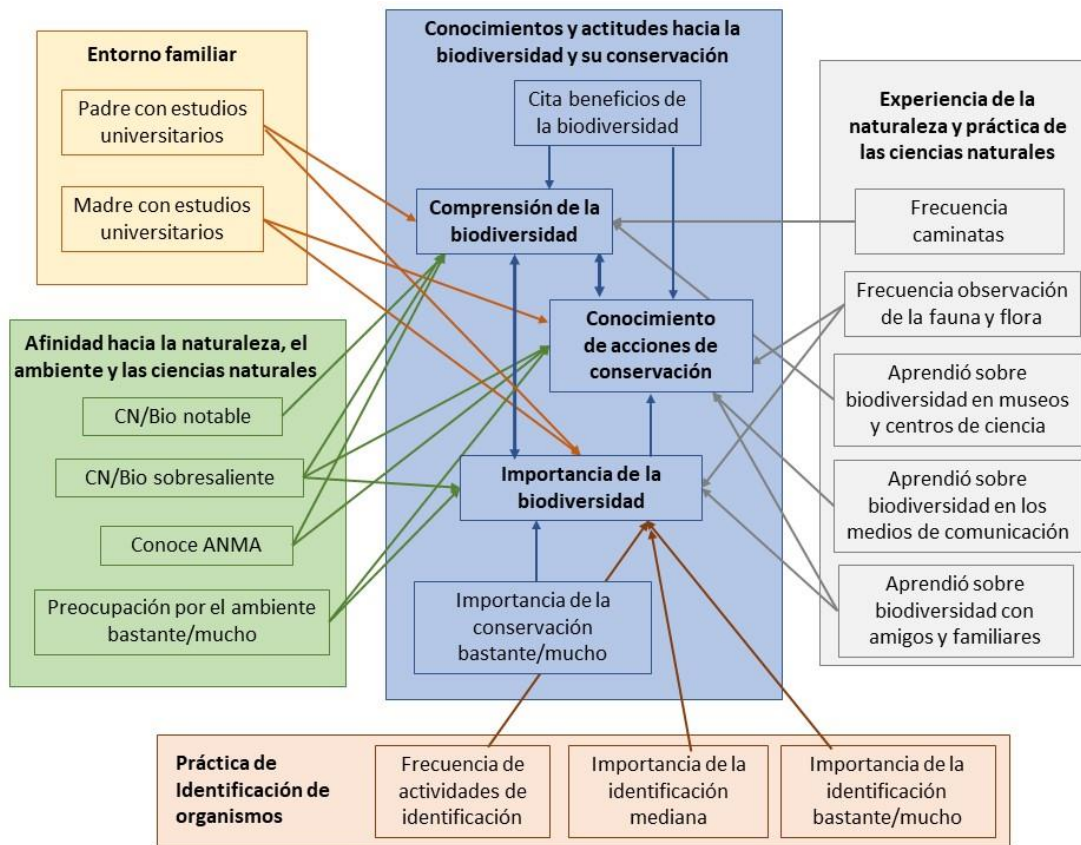 Entorno familiar
Padre con estudios
universitarios
Madre con estudios
universitarios
Afinidad hacia la naturaleza, el
ambiente y las ciencias naturales
CN/Bio notable
CN/Bio sobresaliente
Conoce ANMA
Preocupación por el ambiente
bastante/mucho
Conocimientos y actitudes hacia la
biodiversidad y su conservación
Cita beneficios de
la biodiversidad
Comprensión de la
biodiversidad
Conocimiento
de acciones de
conservación
Importancia de la
biodiversidad
Importancia de la
conservación
bastante/mucho
Experiencia de la
naturaleza y práctica de
las ciencias naturales
Frecuencia
caminatas
Frecuencia observación
de la fauna y flora
Aprendió sobre
biodiversidad en museos
y centros de ciencia
Aprendió sobre
biodiversidad en los
medios de comunicación
Aprendió sobre
biodiversidad con
amigos y familiares
Práctica de
Identificación de
organismos
Frecuencia de
actividades de
identificación
Importancia de la
identificación
mediana
Importancia de la
identificación
bastante/mucho